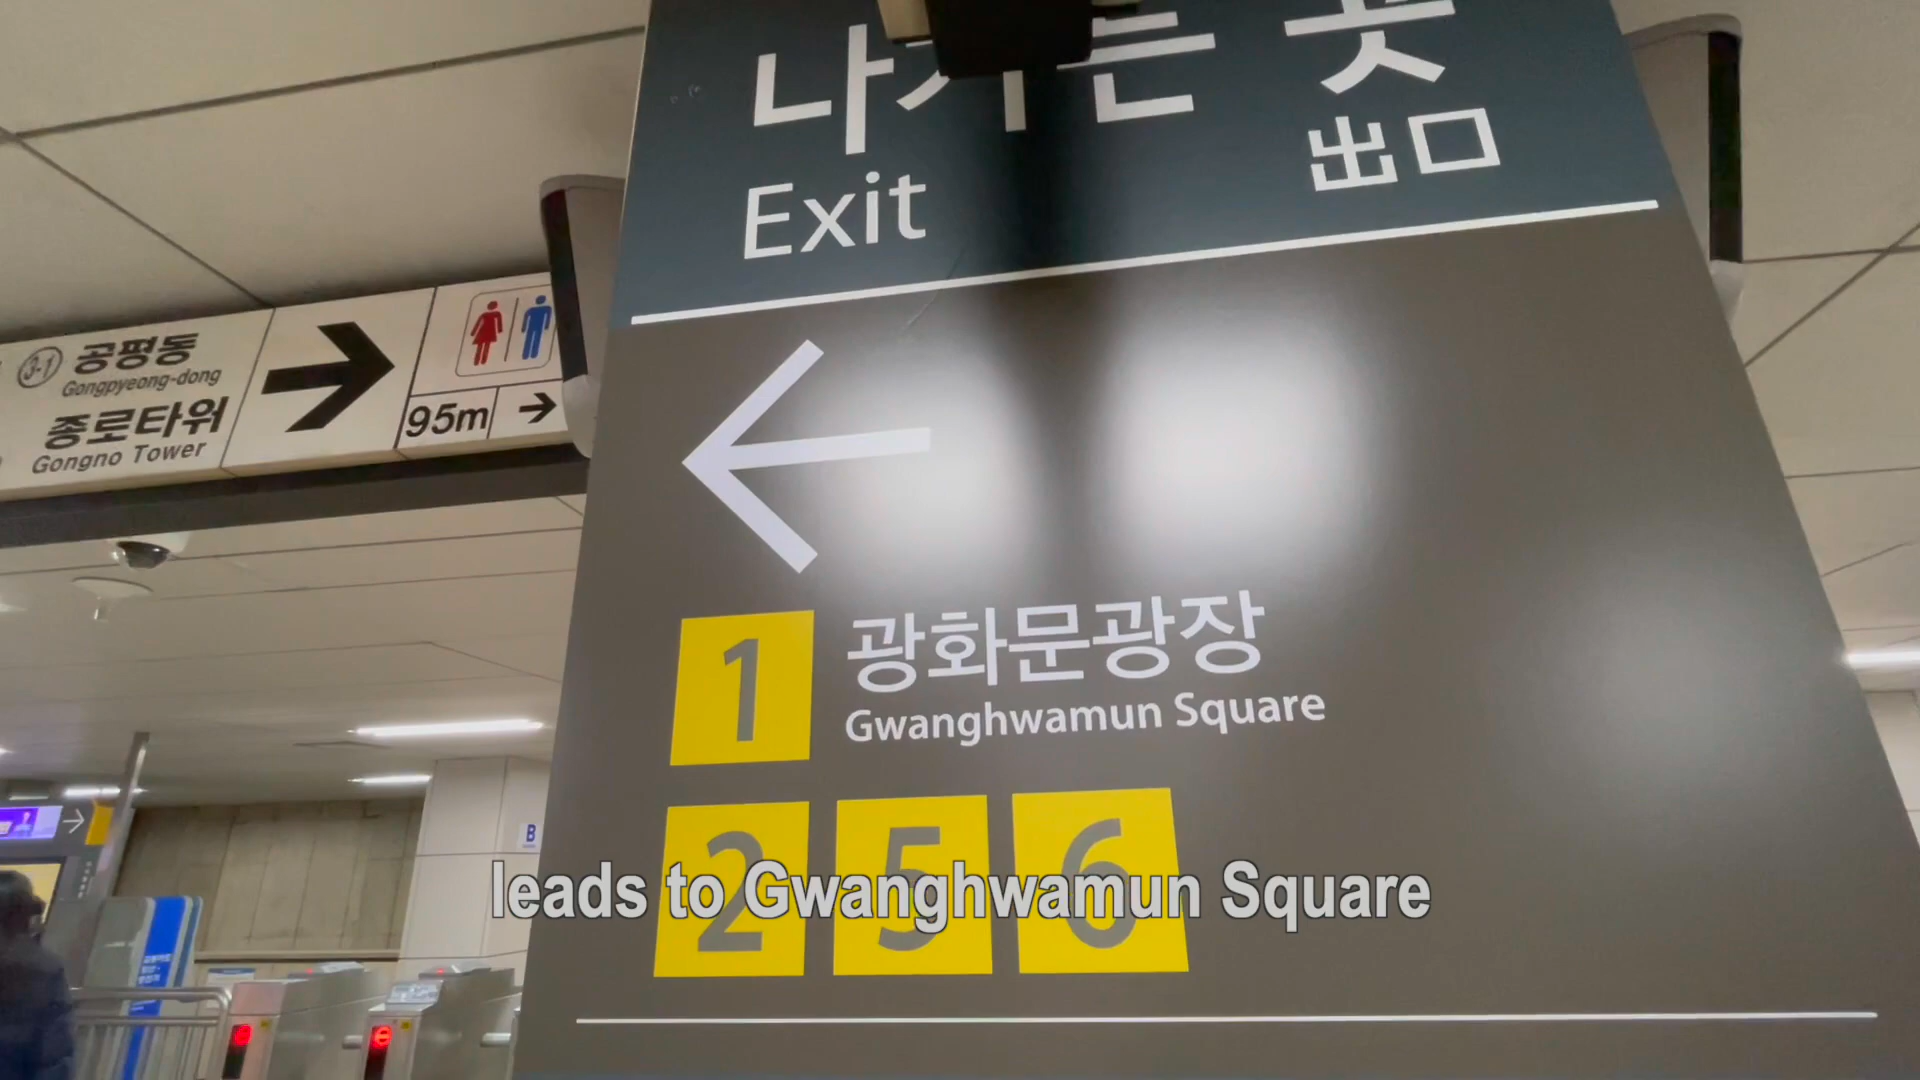 나가는 곳
Exit
出口
3-1 공평동
Gongpyeong-dong
종로타워
Gongno Tower
95m
1 광화문광장
Gwanghwamun Square
2 5 6
B
leads to Gwanghwamun Square